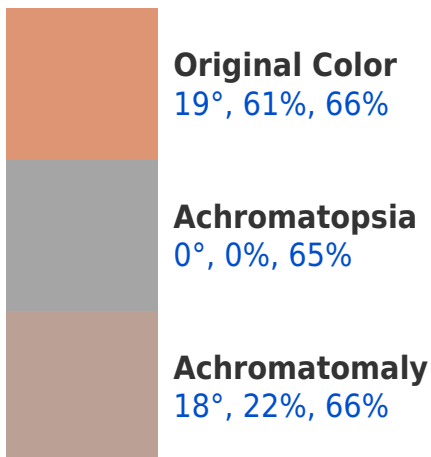 Original Color
19°, 61%, 66%
Achromatopsia
0°, 0%, 65%
Achromatomaly
18°, 22%, 66%